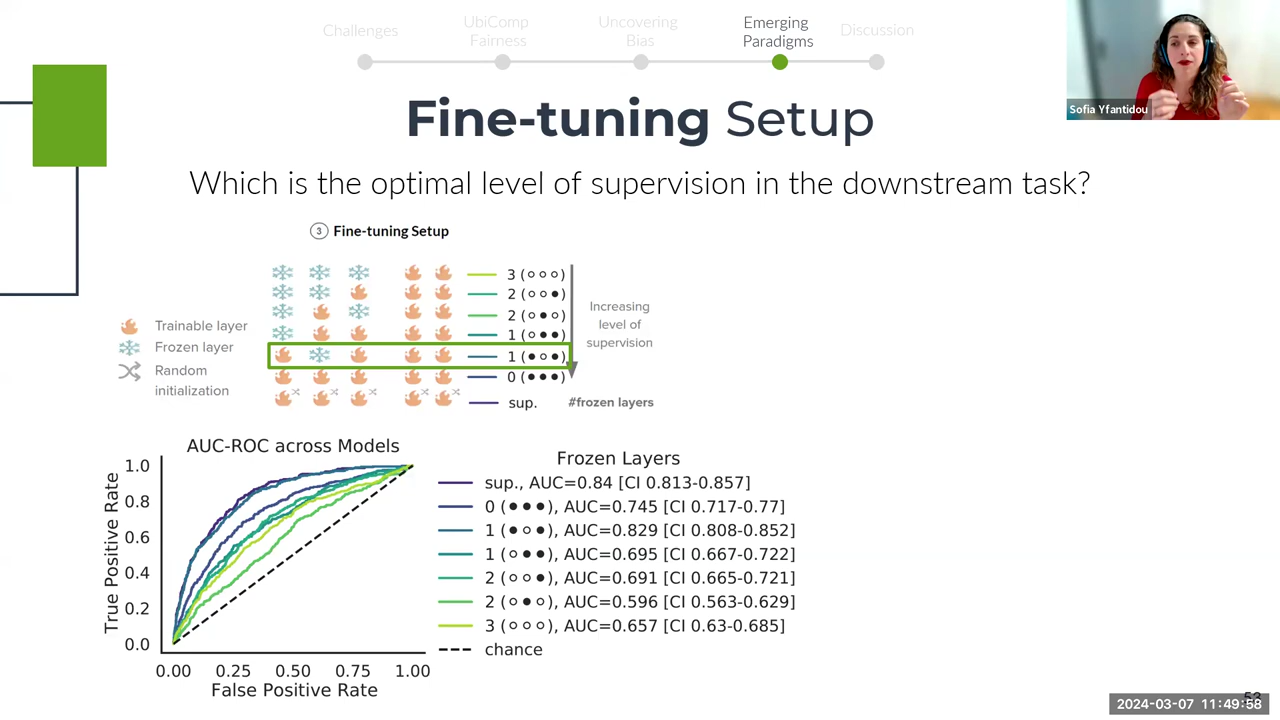 Challenges
UbiComp
Fairness
Uncovering
Bias
Emerging
Paradigms
Discussion
Sofia Yfantidou
Fine-tuning Setup
Which is the optimal level of supervision in the downstream task?
3 Fine-tuning Setup
3 (○○○)
2 (○○●)
2 (○●○)
1 (○●●)
1 (●○●)
0 (●●●)
sup.
#frozen layers
Increasing
level of
supervision
Trainable layer
Frozen layer
Random
initialization
AUC-ROC across Models
True Positive Rate
1.0
0.8
0.6
0.4
0.2
0.0
0.00 0.25 0.50 0.75 1.00
False Positive Rate
Frozen Layers
sup., AUC=0.84 [CI 0.813-0.857]
0 (●●●), AUC=0.745 [CI 0.717-0.77]
1 (●○●), AUC=0.829 [CI 0.808-0.852]
1 (○●●), AUC=0.695 [CI 0.667-0.722]
2 (○○●), AUC=0.691 [CI 0.665-0.721]
2 (○●○), AUC=0.596 [CI 0.563-0.629]
3 (○○○), AUC=0.657 [CI 0.63-0.685]
chance
2024-03-07 11:49:58